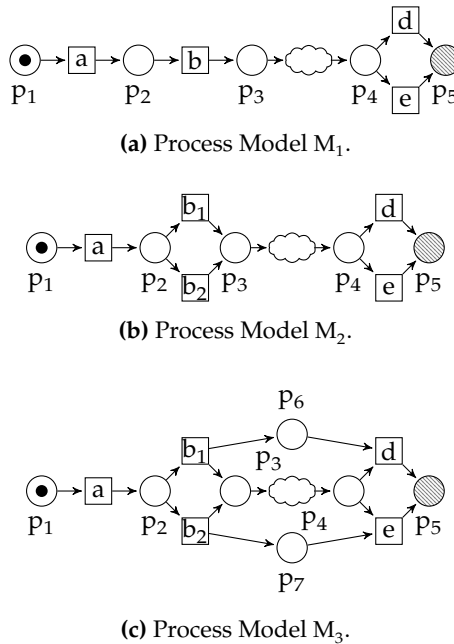 a b d e
p₁ p₂ p₃ p₄ p₅
(a) Process Model M₁.
a b₁ b₂ d e
p₁ p₂ p₃ p₄ p₅
(b) Process Model M₂.
p₆
b₁ d
p₃
a
p₁ p₂ p₄ p₅
b₂ e
p₇
(c) Process Model M₃.